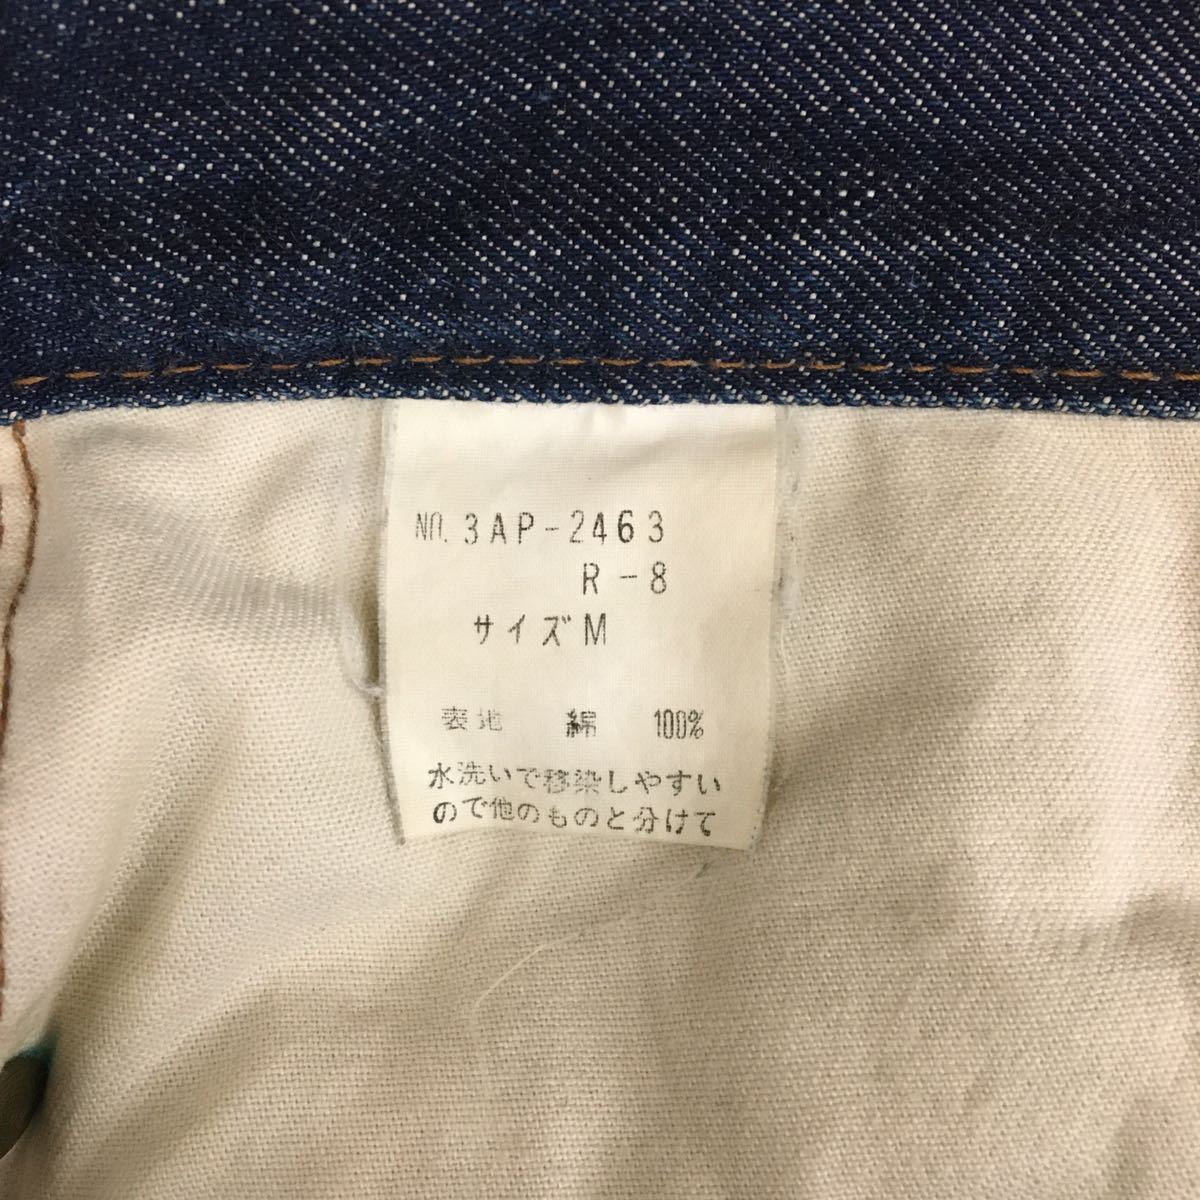 NO. 3AP-2463
R-8
サイズ M
表地 綿 100%
水洗いで移染しやすい
ので他のものと分けて